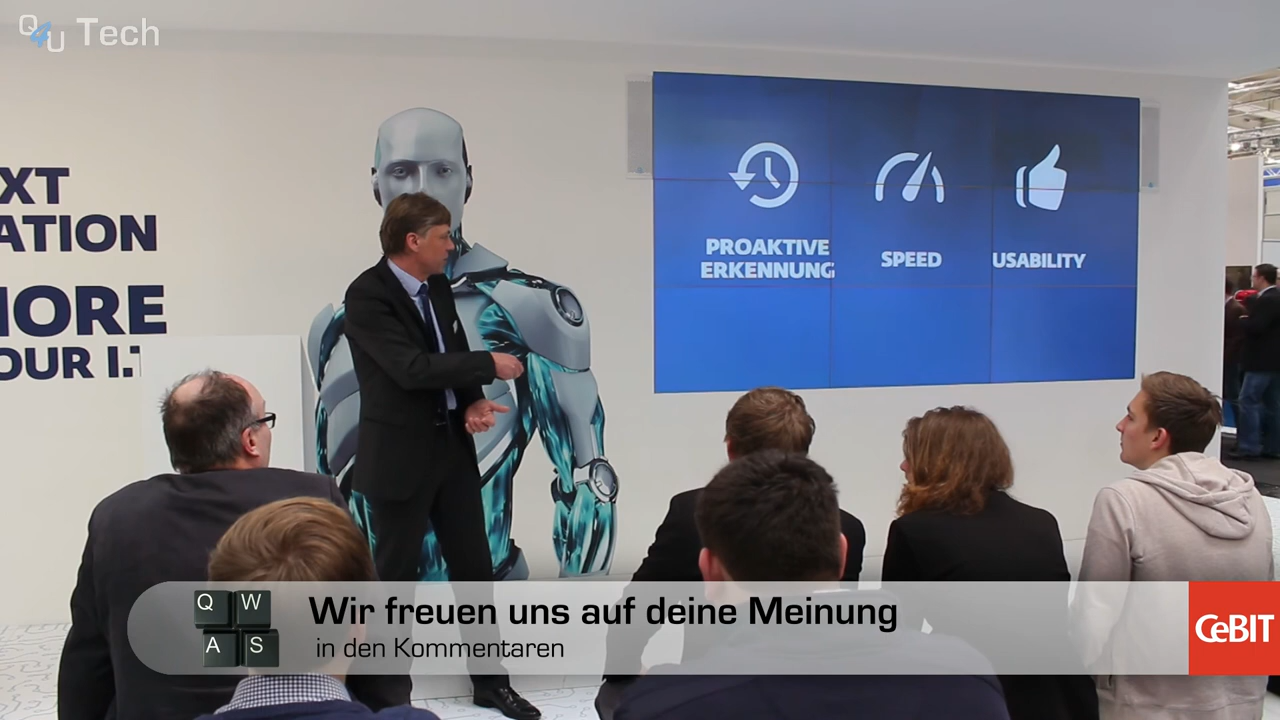 Q4U Tech
XT
ATION
MORE
OUR I.T
PROAKTIVE
ERKENNUNG
SPEED
USABILITY
Q W
A S
Wir freuen uns auf deine Meinung
in den Kommentaren
CeBIT